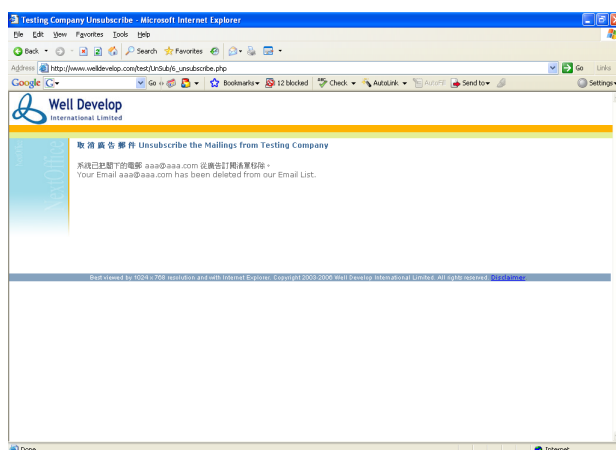 Testing Company Unsubscribe - Microsoft Internet Explorer
File Edit View Favorites Tools Help
Back Search Favorites
Address http://www.welldevelop.com/test/UnSub/6_unsubscribe.php Go Links
Google G Go Bookmarks 12 blocked Check AutoLink AutoFill Send to Settings
Well Develop
International Limited
NextOffice
取消廣告郵件 Unsubscribe the Mailings from Testing Company
系統已把閣下的電郵 aaa@aaa.com 從廣告訂閱清單移除。
Your Email aaa@aaa.com has been deleted from our Email List.
Best viewed by 1024 x 768 resolution and with Internet Explorer. Copyright 2003-2006 Well Develop International Limited. All rights reserved. Disclaimer
Done Internet